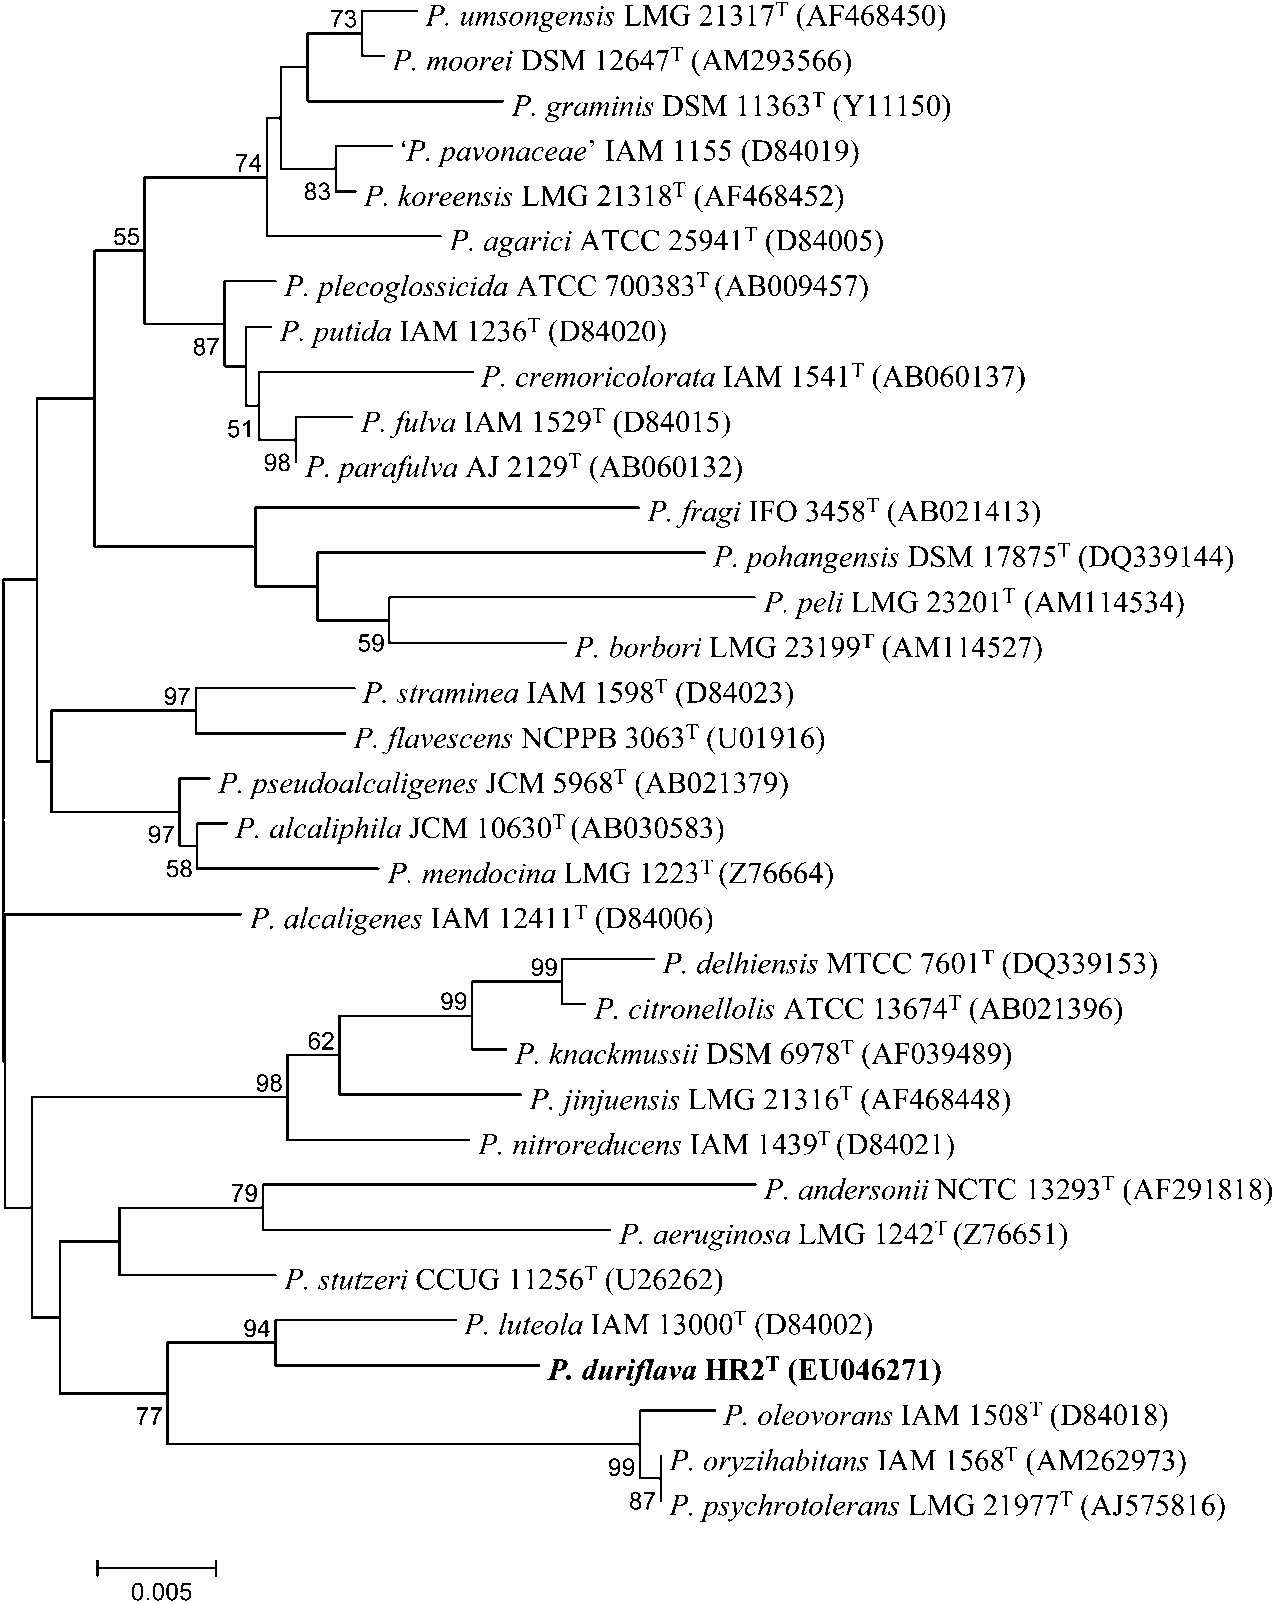 73 P. umsongensis LMG 21317ᵀ (AF468450)
P. moorei DSM 12647ᵀ (AM293566)
P. graminis DSM 11363ᵀ (Y11150)
74 ‘P. pavonaceae’ IAM 1155 (D84019)
83 P. koreensis LMG 21318ᵀ (AF468452)
55 P. agarici ATCC 25941ᵀ (D84005)
P. plecoglossicida ATCC 700383ᵀ (AB009457)
87 P. putida IAM 1236ᵀ (D84020)
P. cremoricolorata IAM 1541ᵀ (AB060137)
51 P. fulva IAM 1529ᵀ (D84015)
98 P. parafulva AJ 2129ᵀ (AB060132)
P. fragi IFO 3458ᵀ (AB021413)
P. pohangensis DSM 17875ᵀ (DQ339144)
P. peli LMG 23201ᵀ (AM114534)
59 P. borbori LMG 23199ᵀ (AM114527)
97 P. straminea IAM 1598ᵀ (D84023)
P. flavescens NCPPB 3063ᵀ (U01916)
P. pseudoalcaligenes JCM 5968ᵀ (AB021379)
97 P. alcaliphila JCM 10630ᵀ (AB030583)
58 P. mendocina LMG 1223ᵀ (Z76664)
P. alcaligenes IAM 12411ᵀ (D84006)
99 P. delhiensis MTCC 7601ᵀ (DQ339153)
99 P. citronellolis ATCC 13674ᵀ (AB021396)
62 P. knackmussii DSM 6978ᵀ (AF039489)
98 P. jinjuensis LMG 21316ᵀ (AF468448)
P. nitroreducens IAM 1439ᵀ (D84021)
79 P. andersonii NCTC 13293ᵀ (AF291818)
P. aeruginosa LMG 1242ᵀ (Z76651)
P. stutzeri CCUG 11256ᵀ (U26262)
94 P. luteola IAM 13000ᵀ (D84002)
P. duriflava HR2ᵀ (EU046271)
77 P. oleovorans IAM 1508ᵀ (D84018)
99 P. oryzihabitans IAM 1568ᵀ (AM262973)
87 P. psychrotolerans LMG 21977ᵀ (AJ575816)
0.005